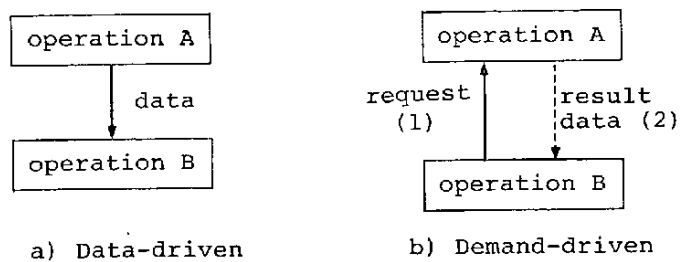 operation A
data
operation B
a) Data-driven
operation A
request
(1)
result
data (2)
operation B
b) Demand-driven